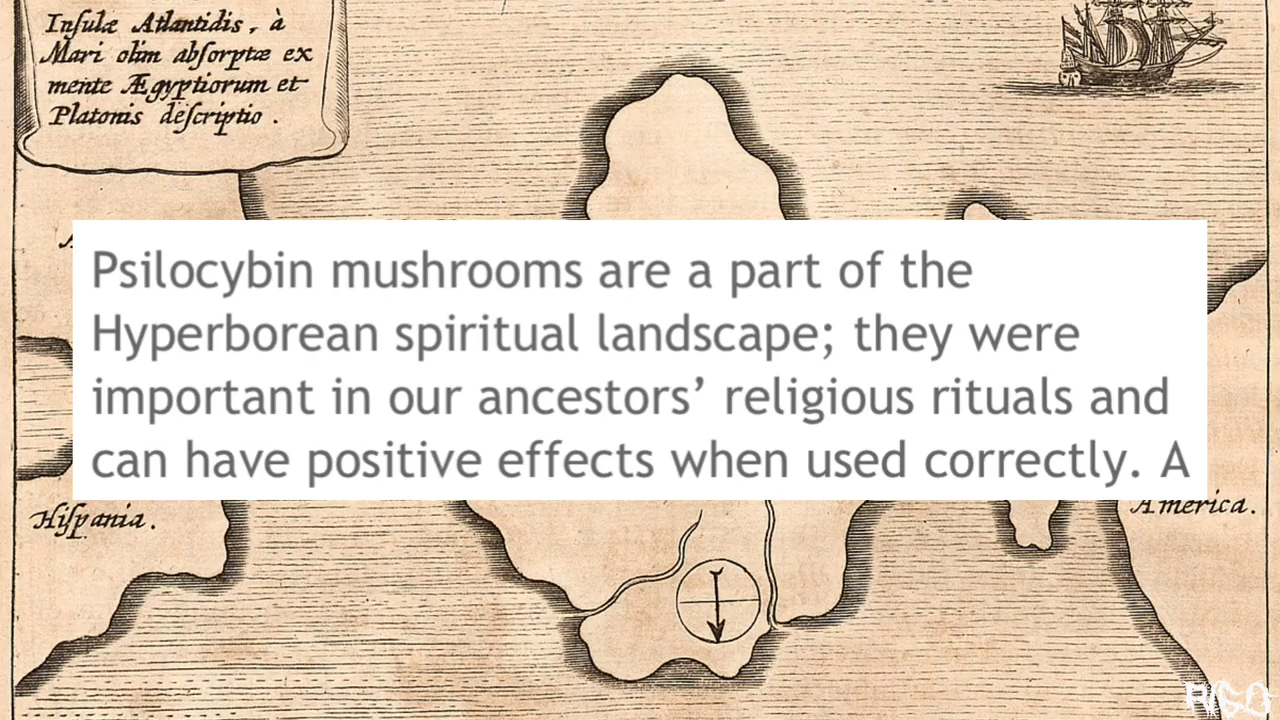 Inſulæ Atlantidis, à
Mari olim abſorptæ ex
mente Ægyptiorum et
Platonis deſcriptio.
Psilocybin mushrooms are a part of the
Hyperborean spiritual landscape; they were
important in our ancestors’ religious rituals and
can have positive effects when used correctly. A
Hiſpania.
America.